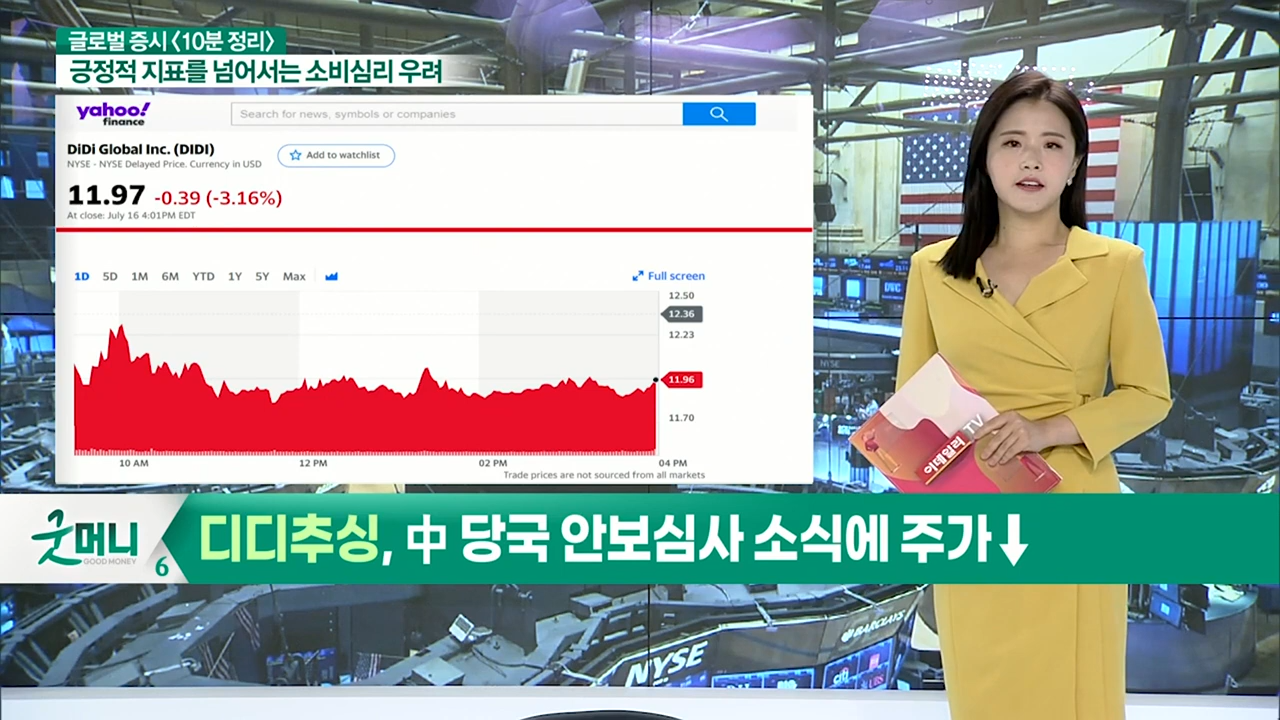 글로벌 증시 <10분 정리>
긍정적 지표를 넘어서는 소비심리 우려
yahoo!
finance
Search for news, symbols or companies
DiDi Global Inc. (DIDI)
NYSE - NYSE Delayed Price. Currency in USD
Add to watchlist
11.97 -0.39 (-3.16%)
At close: July 16 4:01PM EDT
1D 5D 1M 6M YTD 1Y 5Y Max
Full screen
12.50
12.36
12.23
11.96
11.70
10 AM 12 PM 02 PM 04 PM
Trade prices are not sourced from all markets
이데일리 TV
굿머니
GOOD MONEY
6
디디추싱, 中 당국 안보심사 소식에 주가↓
NYSE
BARCLAYS
citi
UBS